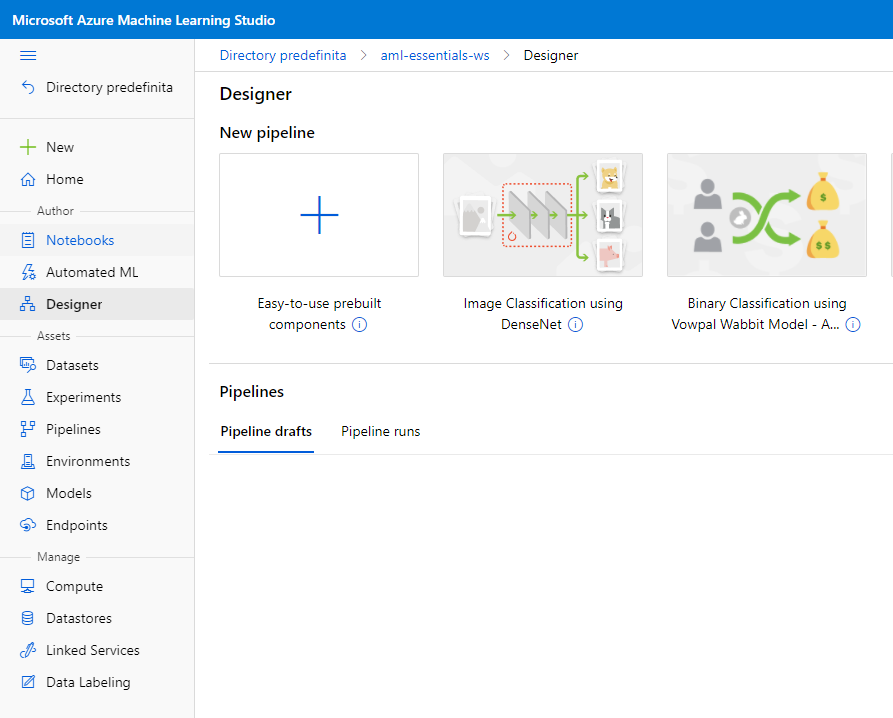 Microsoft Azure Machine Learning Studio
Directory predefinita
New
Home
Author
Notebooks
Automated ML
Designer
Assets
Datasets
Experiments
Pipelines
Environments
Models
Endpoints
Manage
Compute
Datastores
Linked Services
Data Labeling
Directory predefinita > aml-essentials-ws > Designer
Designer
New pipeline
Easy-to-use prebuilt
components
Image Classification using
DenseNet
$
$ $
Binary Classification using
Vowpal Wabbit Model - A...
Pipelines
Pipeline drafts Pipeline runs